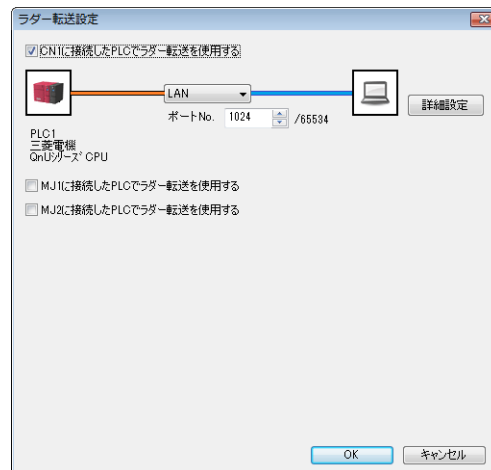 ラダー転送設定
CN1に接続したPLCでラダー転送を使用する
LAN
ポートNo. 1024 /65534
詳細設定
PLC1
三菱電機
QnUシリーズ CPU
MJ1に接続したPLCでラダー転送を使用する
MJ2に接続したPLCでラダー転送を使用する
OK キャンセル